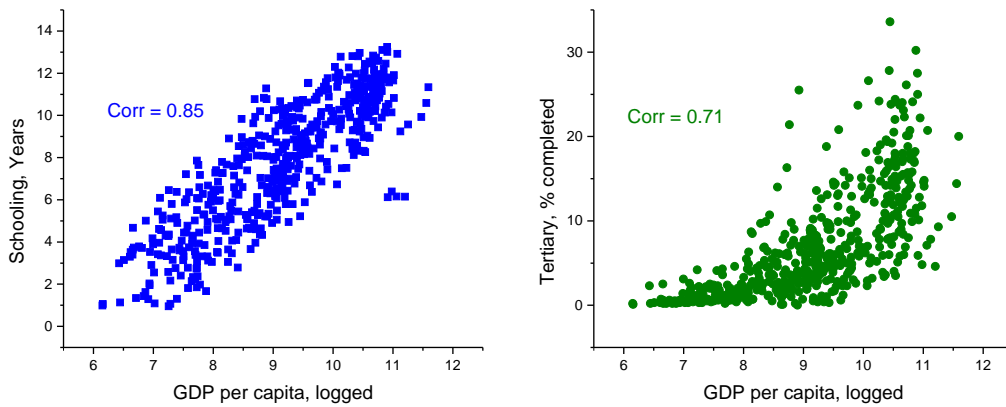 14
12
10
8
6
4
2
0
Schooling, Years
Corr = 0.85
6 7 8 9 10 11 12
GDP per capita, logged
30
20
10
0
Tertiary, % completed
Corr = 0.71
6 7 8 9 10 11 12
GDP per capita, logged